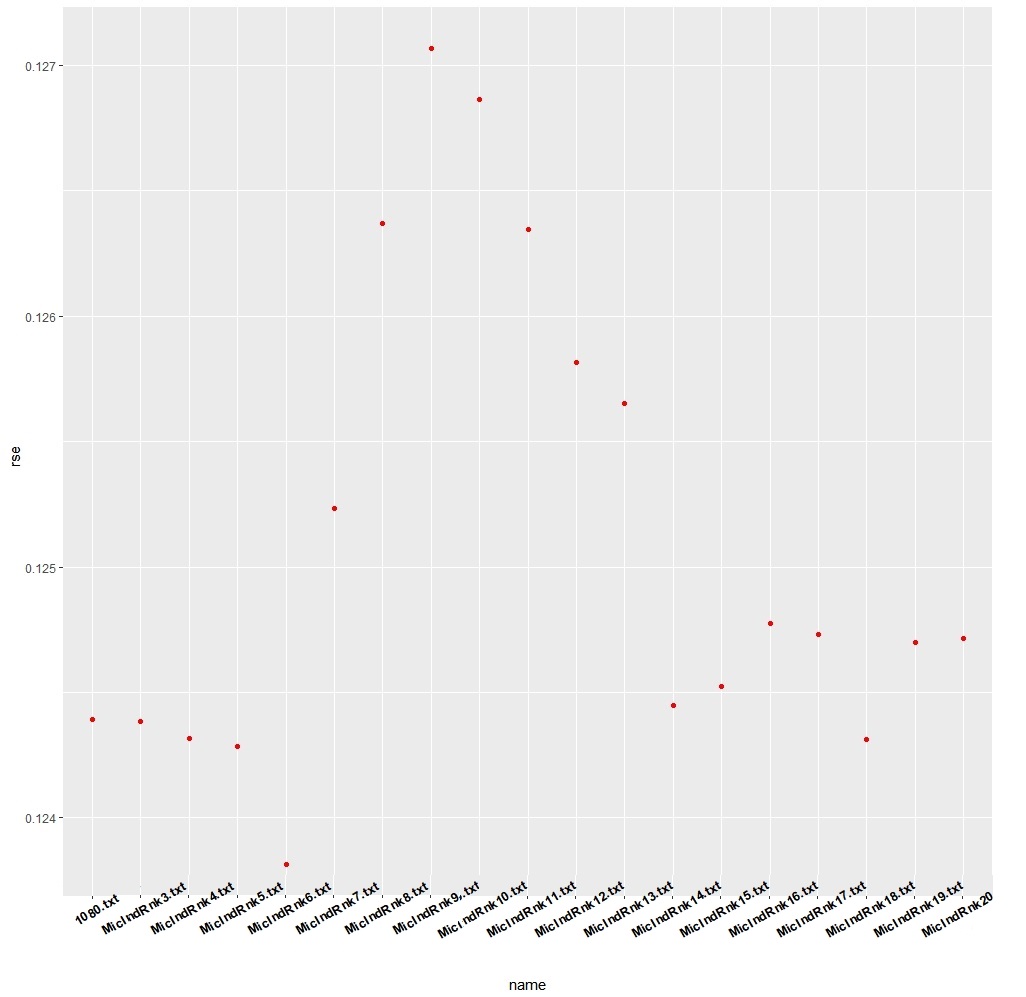 0.127
0.126
0.125
0.124
rse
1080.txt
MicIndRnk3.txt
MicIndRnk4.txt
MicIndRnk5.txt
MicIndRnk6.txt
MicIndRnk7.txt
MicIndRnk8.txt
MicIndRnk9.txt
MicIndRnk10.txt
MicIndRnk11.txt
MicIndRnk12.txt
MicIndRnk13.txt
MicIndRnk14.txt
MicIndRnk15.txt
MicIndRnk16.txt
MicIndRnk17.txt
MicIndRnk18.txt
MicIndRnk19.txt
MicIndRnk20
name